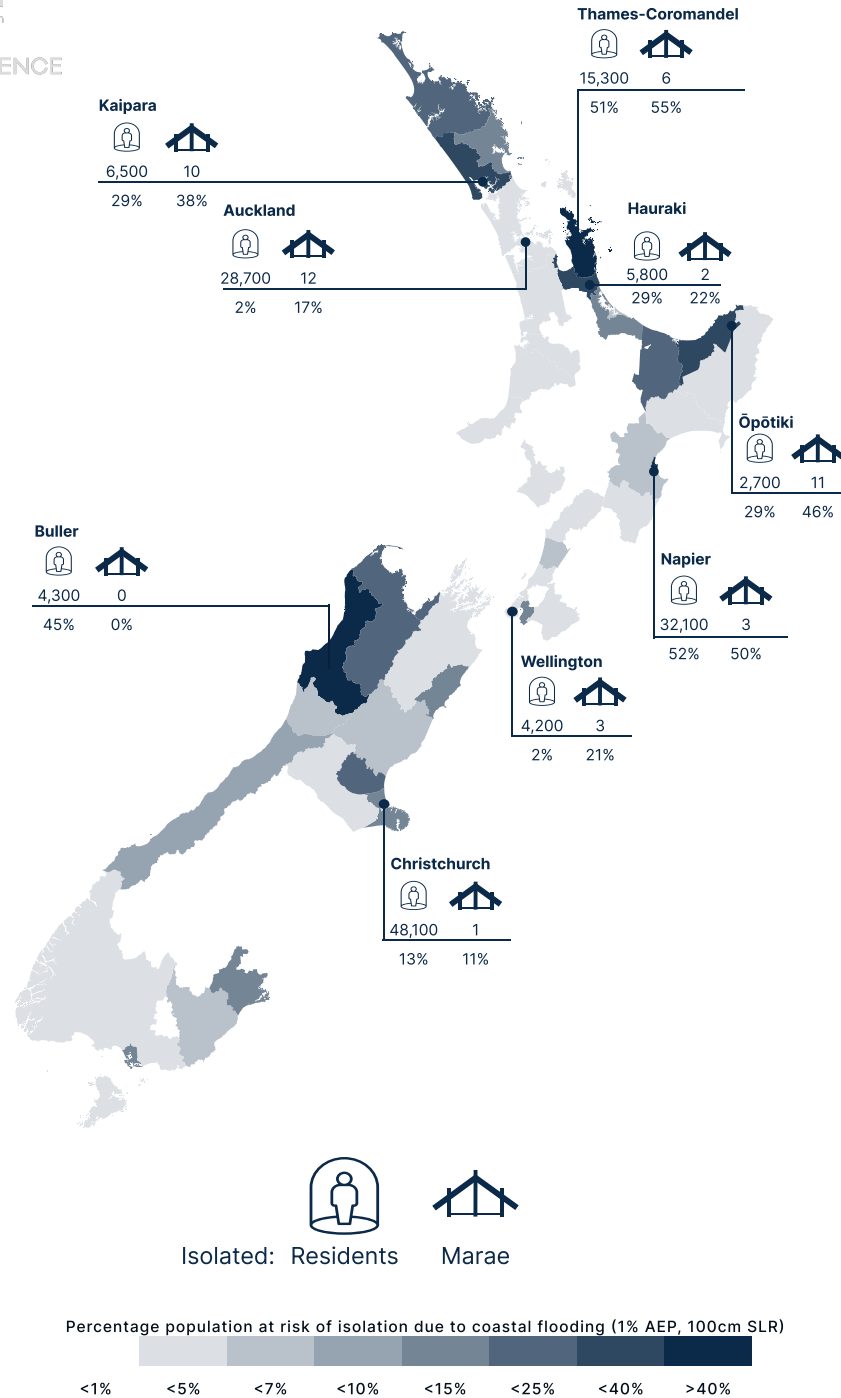 ENCE
Thames-Coromandel
15,300 6
51% 55%
Kaipara
6,500 10
29% 38%
Auckland
28,700 12
2% 17%
Hauraki
5,800 2
29% 22%
Ōpōtiki
2,700 11
29% 46%
Buller
4,300 0
45% 0%
Napier
32,100 3
52% 50%
Wellington
4,200 3
2% 21%
Christchurch
48,100 1
13% 11%
Isolated: Residents Marae
Percentage population at risk of isolation due to coastal flooding (1% AEP, 100cm SLR)
<1% <5% <7% <10% <15% <25% <40% >40%